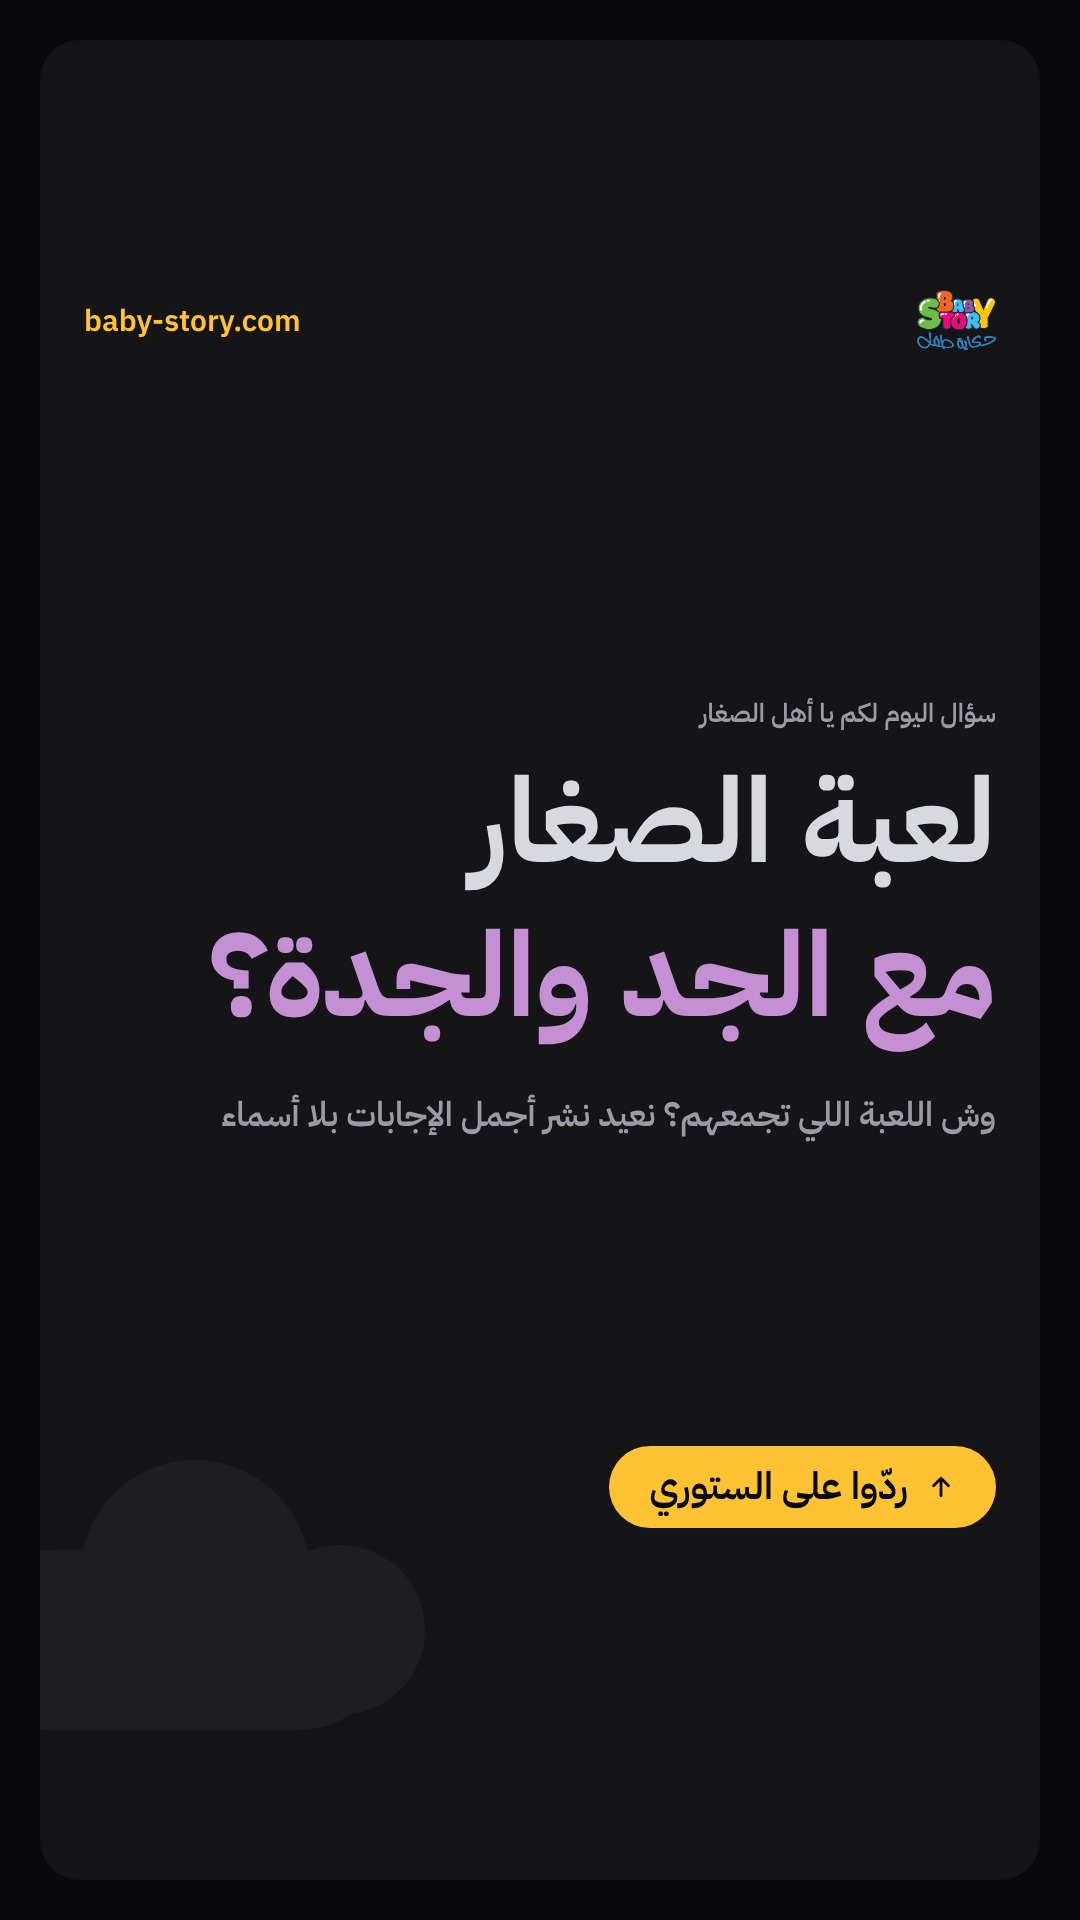 BABY
STORY
حكاية طفل
baby-story.com
سؤال اليوم لكم يا أهل الصغار
لعبة الصغار
مع الجد والجدة؟
وش اللعبة اللي تجمعهم؟ نعيد نشر أجمل الإجابات بلا أسماء
↑ ردّوا على الستوري